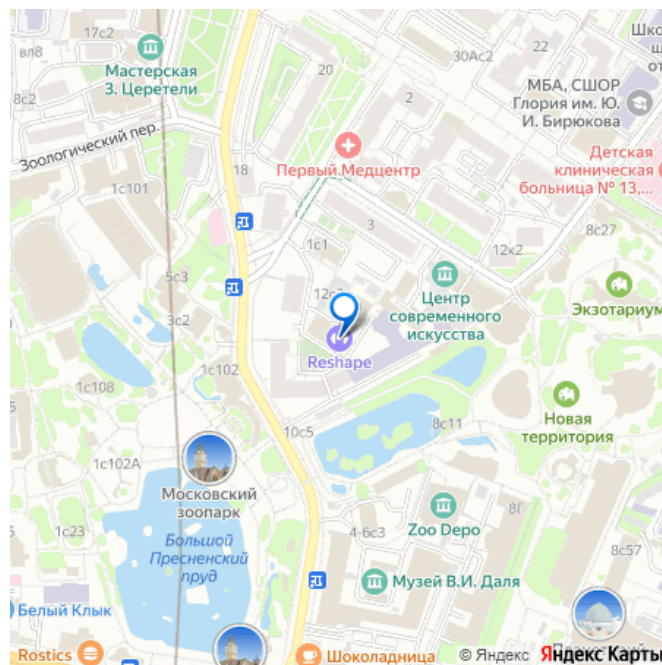 17с2
вл8
Мастерская
З. Церетели
8с2
20
30Ас2
22
2
МБА, СШОР
Глория им. Ю.
И. Бирюкова
Зоологический пер.
Первый Медцентр
Детская
клиническая
больница № 13,...
18
1с101
3
1с1
12к2
8с27
5с3
Центр
современного
искусства
Экзотариум
3с2
Reshape
1с102
1с108
Новая
территория
10с5
8с11
1с102А
Московский
зоопарк
8Г
Zoo Depo
1с23
Большой
Пресненский
пруд
4-6с3
8с57
Музей В.И. Даля
Белый Клык
Rostics
Шоколадница
© Яндекс
Яндекс Карты